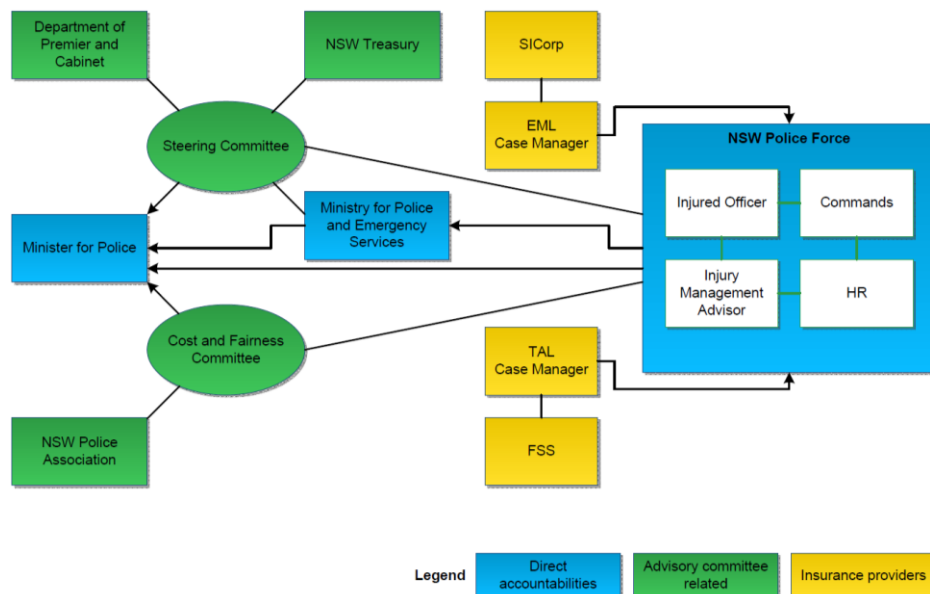 Department of
Premier and
Cabinet
NSW Treasury
SICorp
Steering Committee
EML
Case Manager
NSW Police Force
Injured Officer
Commands
Minister for Police
Ministry for Police
and Emergency
Services
Injury
Management
Advisor
HR
Cost and Fairness
Committee
TAL
Case Manager
NSW Police
Association
FSS
Legend
Direct
accountabilities
Advisory committee
related
Insurance providers